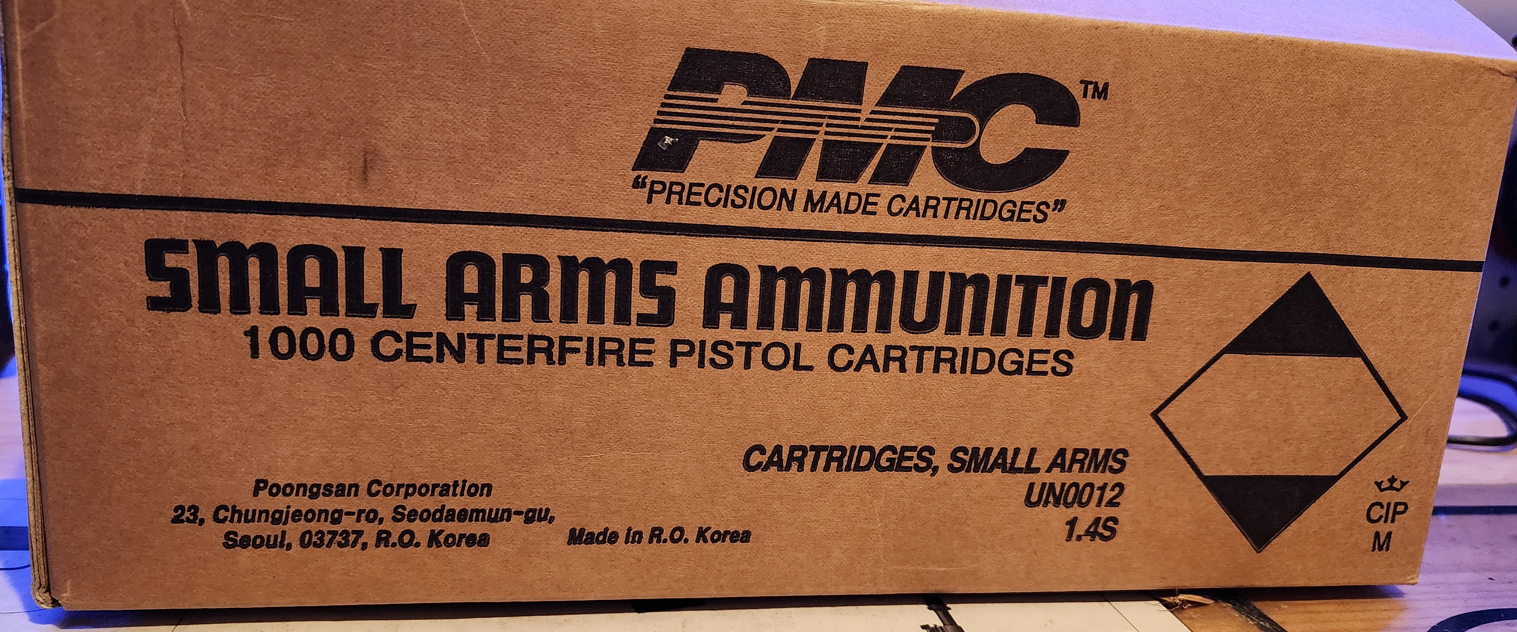 PMC™
"PRECISION MADE CARTRIDGES"
SMALL ARMS AMMUNITION
1000 CENTERFIRE PISTOL CARTRIDGES
Poongsan Corporation
23, Chungjeong-ro, Seodaemun-gu,
Seoul, 03737, R.O. Korea
Made in R.O. Korea
CARTRIDGES, SMALL ARMS
UN0012
1.4S
CIP
M